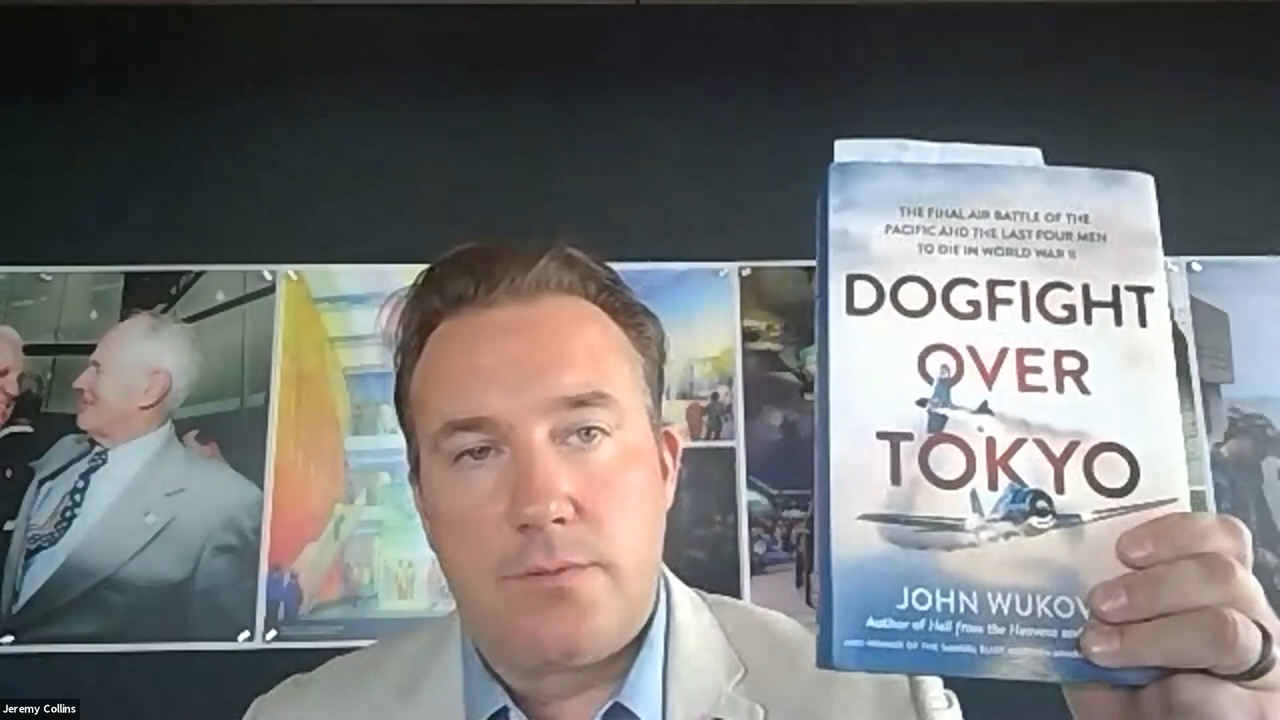 THE FINAL AIR BATTLE OF THE
PACIFIC AND THE LAST FOUR MEN
TO DIE IN WORLD WAR II
DOGFIGHT
OVER
TOKYO
JOHN WUKOV
Author of Hell from the Heavens and
Jeremy Collins